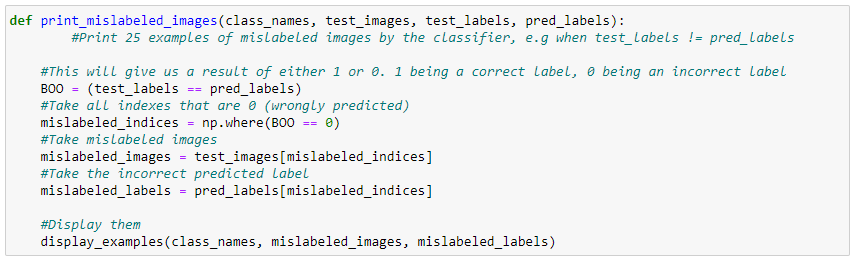 def print_mislabeled_images(class_names, test_images, test_labels, pred_labels):
        #Print 25 examples of mislabeled images by the classifier, e.g when test_labels != pred_labels

    #This will give us a result of either 1 or 0. 1 being a correct label, 0 being an incorrect label
    BOO = (test_labels == pred_labels)
    #Take all indexes that are 0 (wrongly predicted)
    mislabeled_indices = np.where(BOO == 0)
    #Take mislabeled images
    mislabeled_images = test_images[mislabeled_indices]
    #Take the incorrect predicted label
    mislabeled_labels = pred_labels[mislabeled_indices]

    #Display them
    display_examples(class_names, mislabeled_images, mislabeled_labels)